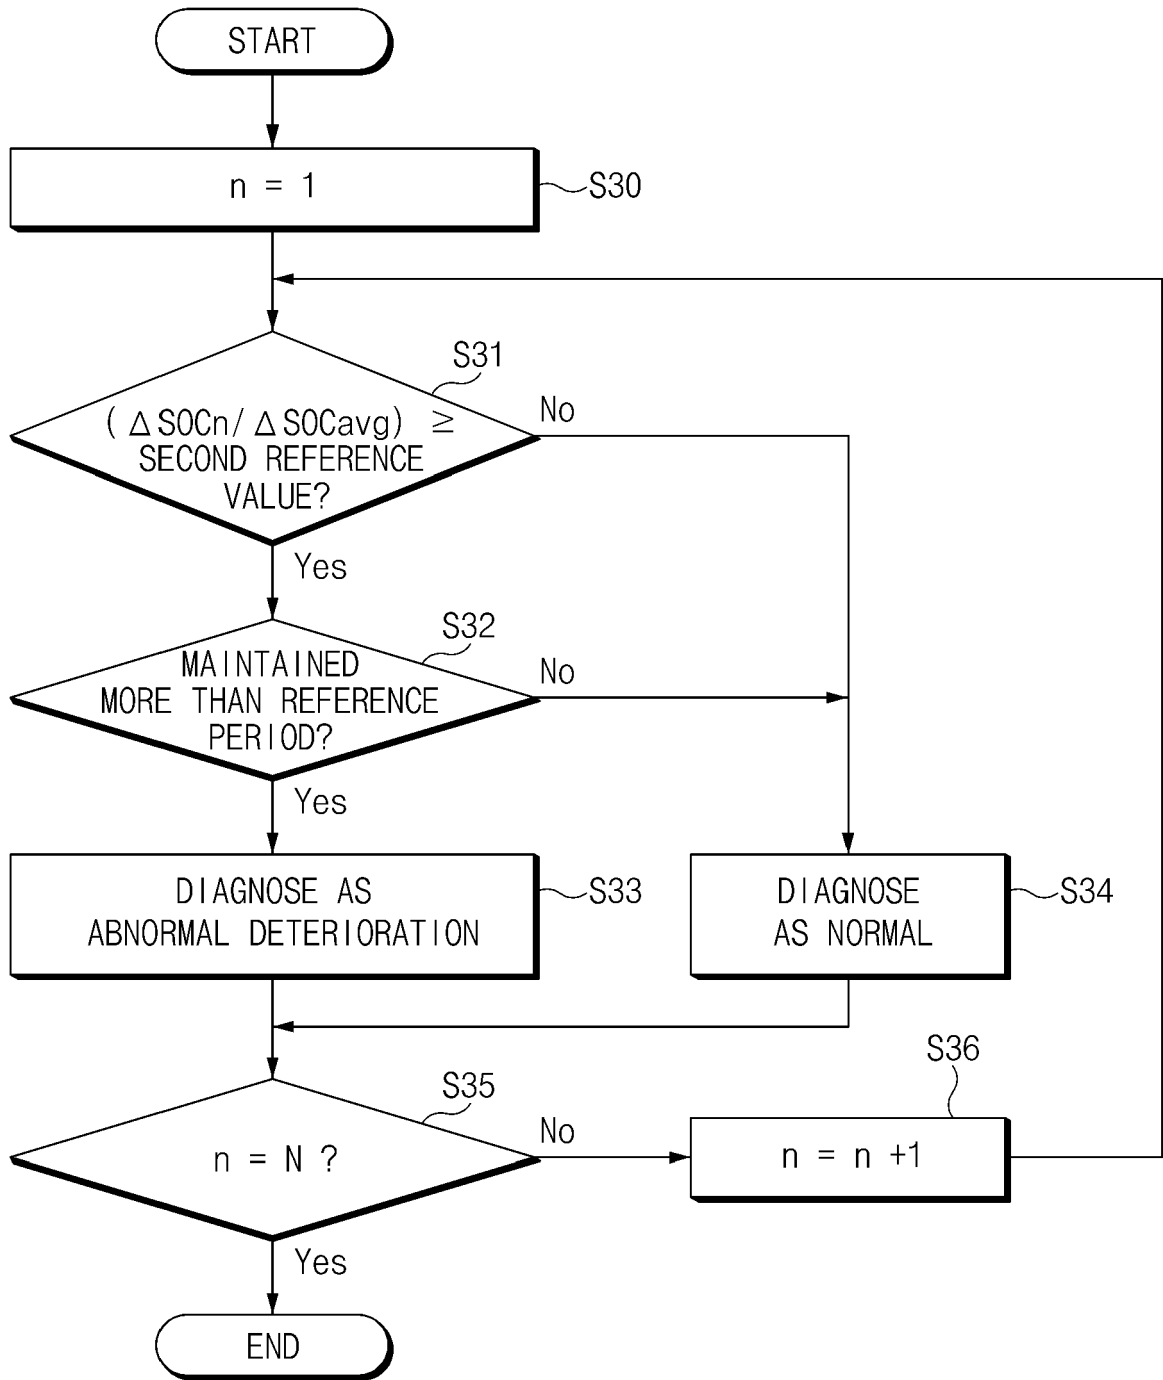 START
n = 1
S30
S31
(ΔSOCn/ΔSOCavg) ≥
SECOND REFERENCE
VALUE?
No
Yes
S32
MAINTAINED
MORE THAN REFERENCE
PERIOD?
No
Yes
DIAGNOSE AS
ABNORMAL DETERIORATION
S33
DIAGNOSE
AS NORMAL
S34
S35
n = N ?
No
S36
n = n +1
Yes
END